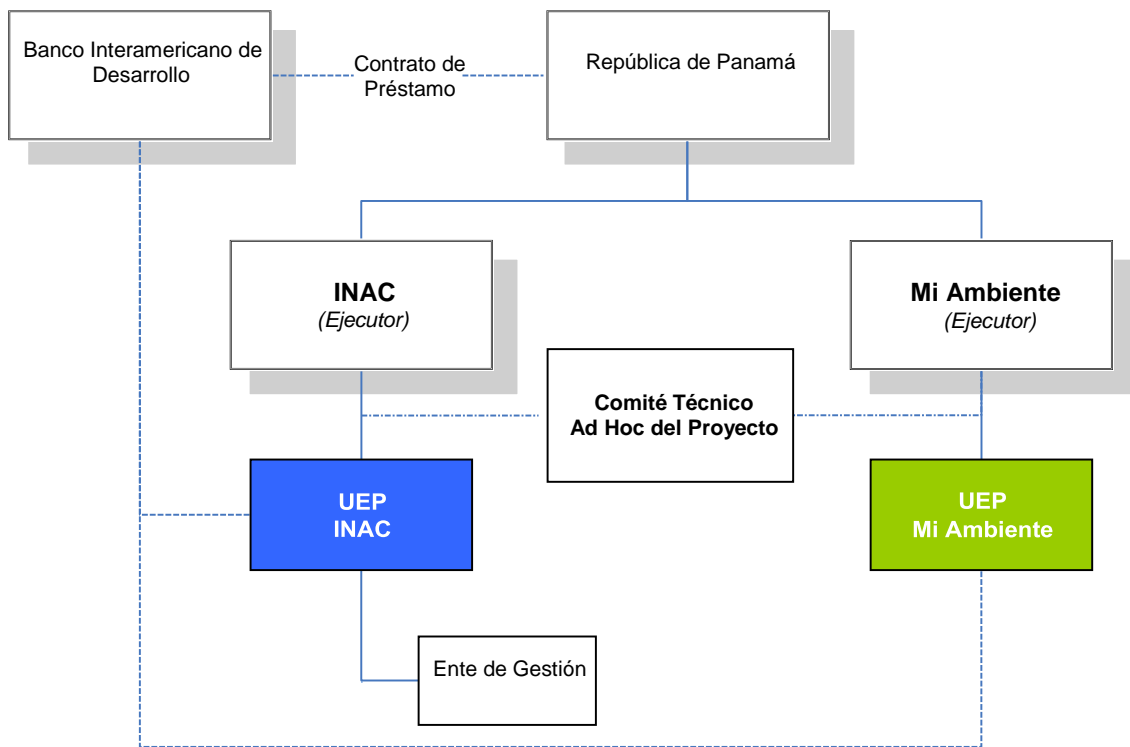 Banco Interamericano de
Desarrollo
Contrato de
Préstamo
República de Panamá
INAC
(Ejecutor)
Mi Ambiente
(Ejecutor)
Comité Técnico
Ad Hoc del Proyecto
UEP
INAC
UEP
Mi Ambiente
Ente de Gestión